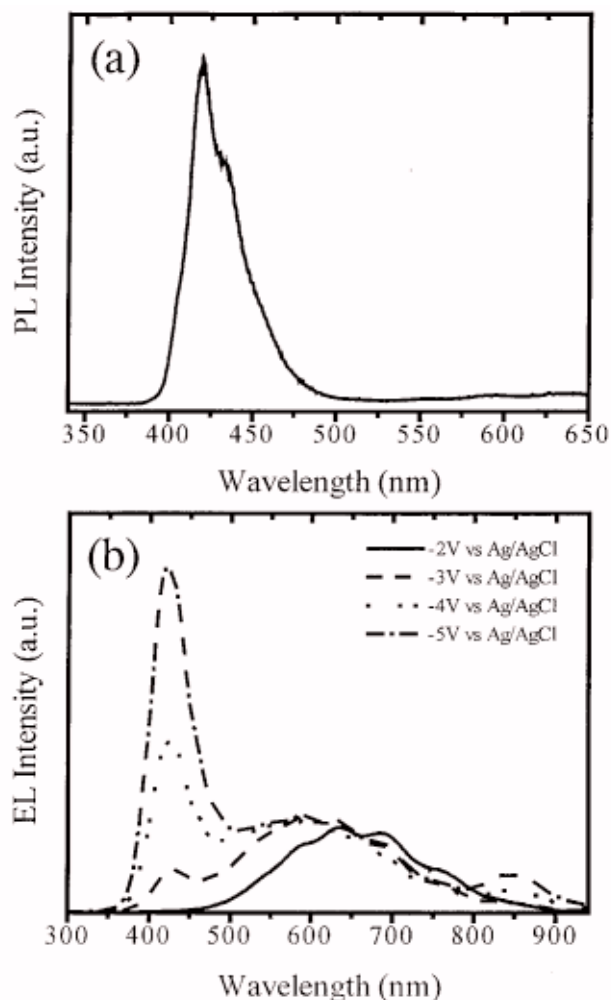 (a)
PL Intensity (a.u.)
350 400 450 500 550 600 650
Wavelength (nm)
(b)
-2V vs Ag/AgCl
-3V vs Ag/AgCl
-4V vs Ag/AgCl
-5V vs Ag/AgCl
EL Intensity (a.u.)
300 400 500 600 700 800 900
Wavelength (nm)